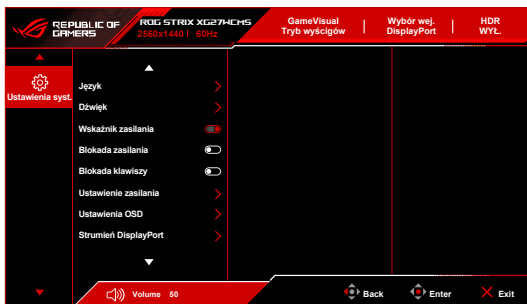 REPUBLIC OF
GAMERS
ROG STRIX XG27HCMS
2560x1440 | 60Hz
GameVisual
Tryb wyścigów
Wybór wej.
DisplayPort
HDR
WYŁ.
Ustawienia syst.
Język
Dźwięk
Wskaźnik zasilania
Blokada zasilania
Blokada klawiszy
Ustawienie zasilania
Ustawienia OSD
Strumień DisplayPort
Volume 50
Back
Enter
Exit